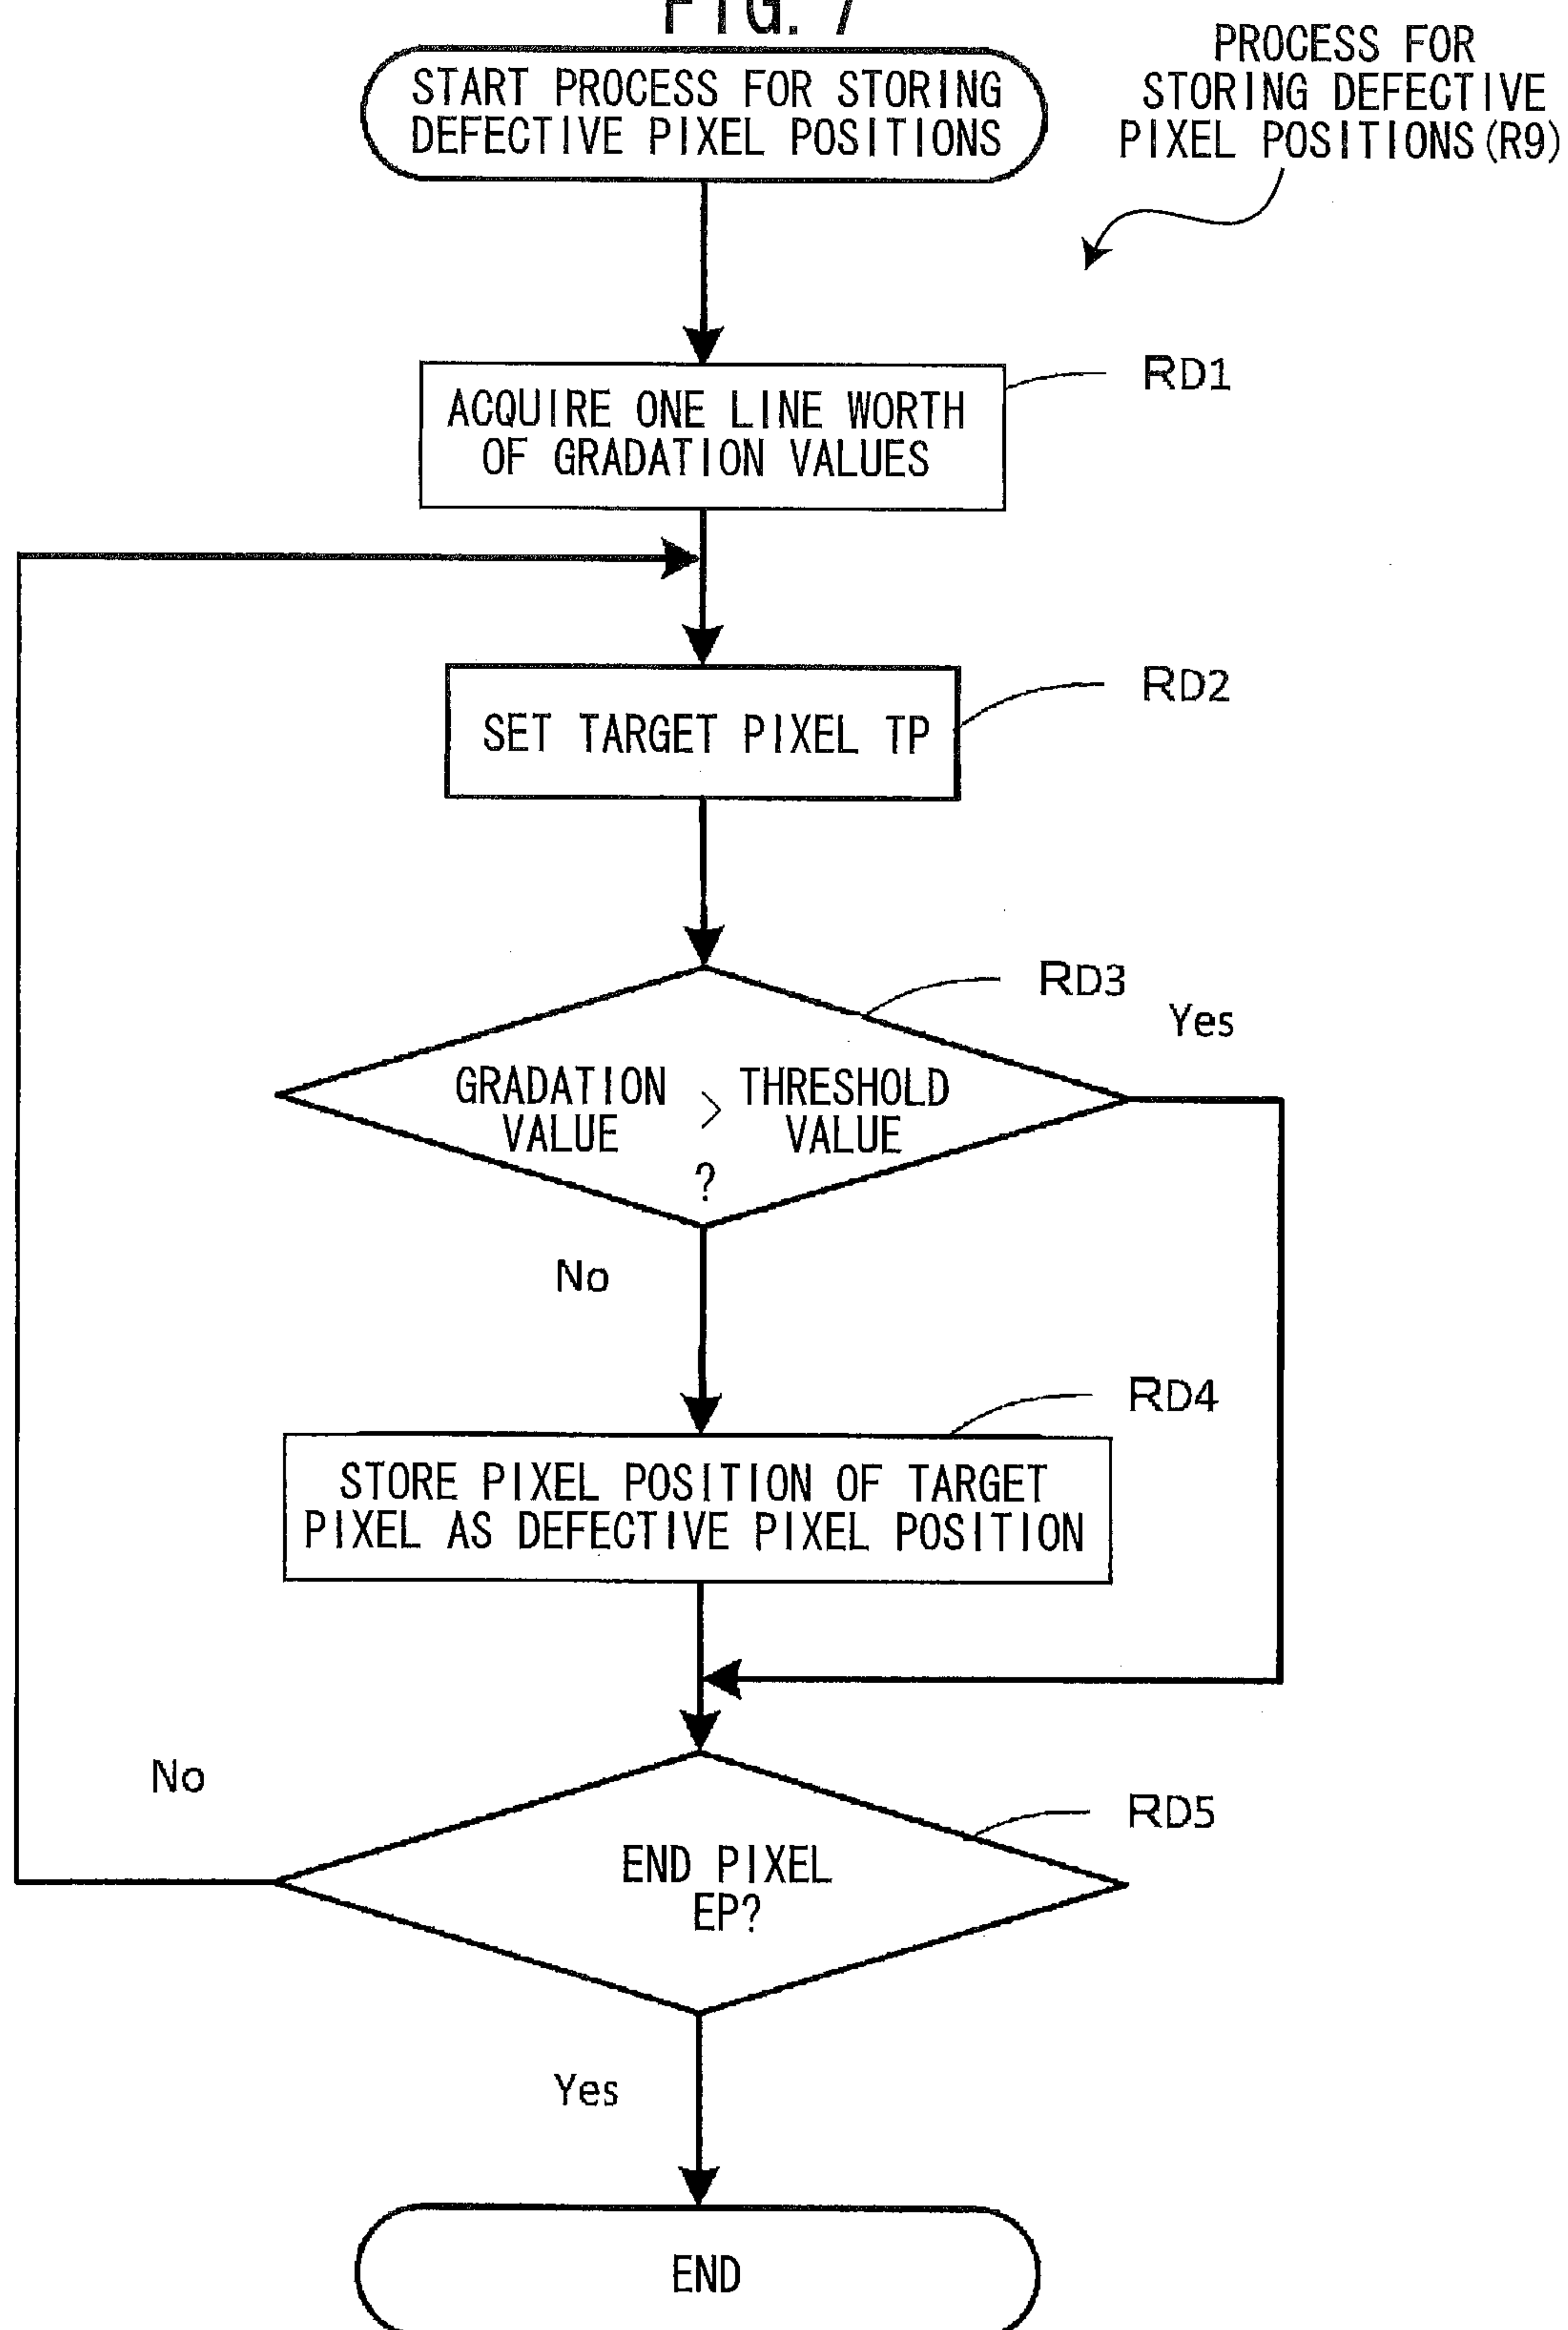 FIG. 7
PROCESS FOR
STORING DEFECTIVE
PIXEL POSITIONS(R9)
START PROCESS FOR STORING
DEFECTIVE PIXEL POSITIONS
RD1
ACQUIRE ONE LINE WORTH
OF GRADATION VALUES
RD2
SET TARGET PIXEL TP
RD3
Yes
GRADATION > THRESHOLD
VALUE VALUE
?
No
RD4
STORE PIXEL POSITION OF TARGET
PIXEL AS DEFECTIVE PIXEL POSITION
No
RD5
END PIXEL
EP?
Yes
END